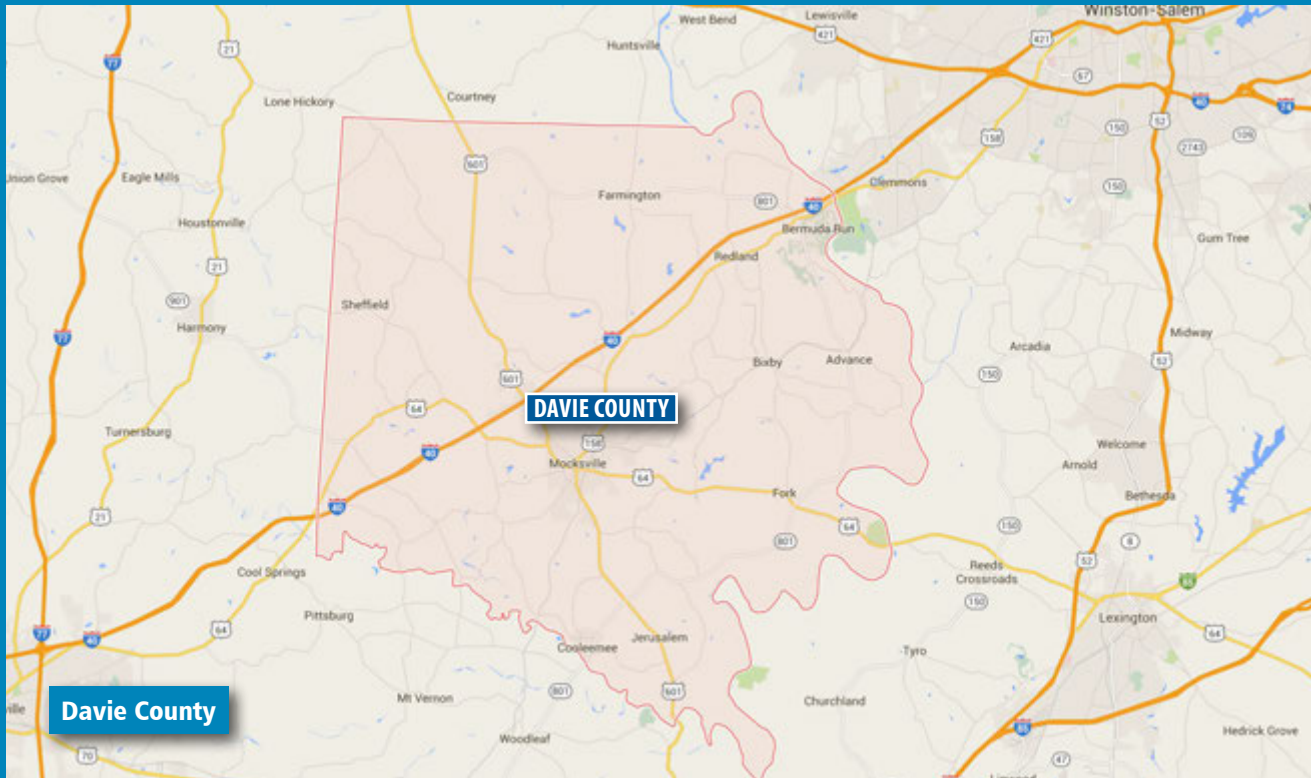 Winston-Salem
West Bend
Lewisville
421
421
21
Huntsville
77
67
Lone Hickory
Courtney
40
74
52
150
158
109
601
2743
Union Grove
Eagle Mills
Farmington
Clemmons
150
801
40
Houstonville
Bermuda Run
Gum Tree
Redland
21
901
Sheffield
Harmony
77
40
Midway
Arcadia
Bixby
Advance
52
150
601
64
DAVIE COUNTY
Turnersburg
158
Welcome
40
Mocksville
Arnold
64
Fork
Bethesda
40
21
64
150
801
8
52
Cool Springs
Reeds
Crossroads
150
Pittsburg
Lexington
64
77
40
64
Jerusalem
Cooleemee
Tyro
801
601
Mt Vernon
Churchland
ville
Davie County
85
Woodleaf
Hedrick Grove
70
47